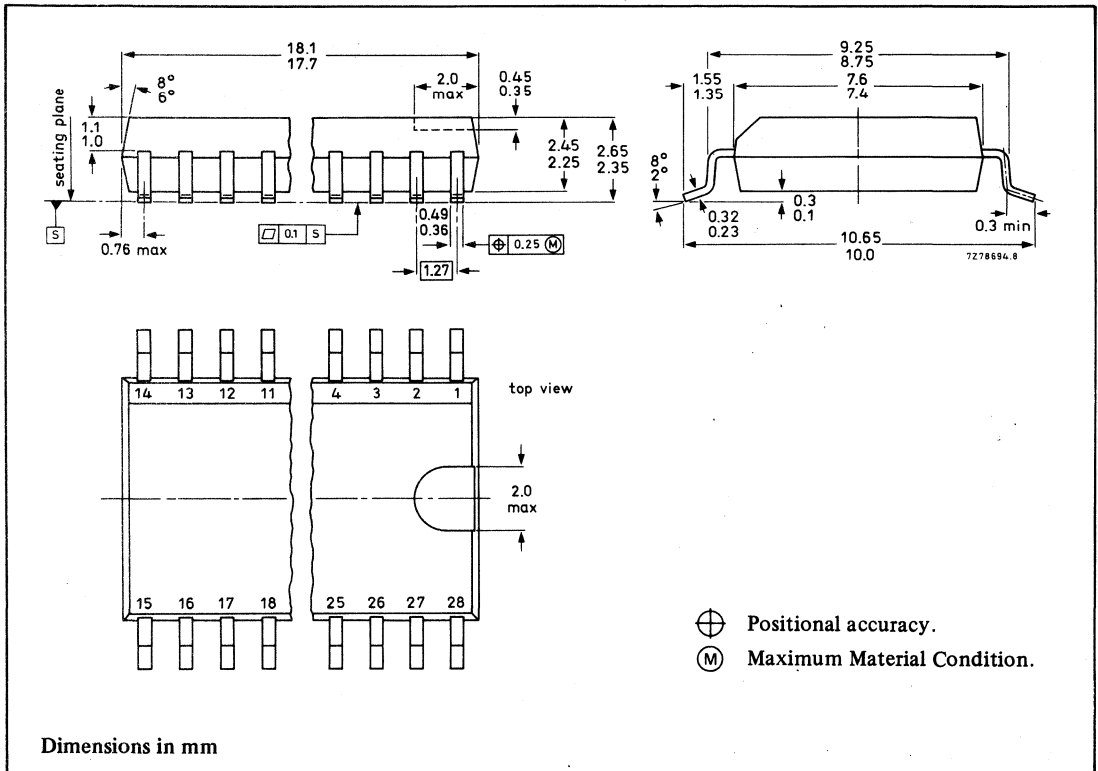 18.1
17.7
8°
6°
2.0
max
0.45
0.35
seating plane
1.1
1.0
2.45
2.25
2.65
2.35
S
0.76 max
0.1 S
0.49
0.36
0.25 M
1.27
9.25
8.75
1.55
1.35
7.6
7.4
8°
2°
0.32
0.23
0.3
0.1
0.3 min
10.65
10.0
7Z78694.8
14 13 12 11 4 3 2 1
top view
2.0
max
15 16 17 18 25 26 27 28
Positional accuracy.
M Maximum Material Condition.
Dimensions in mm